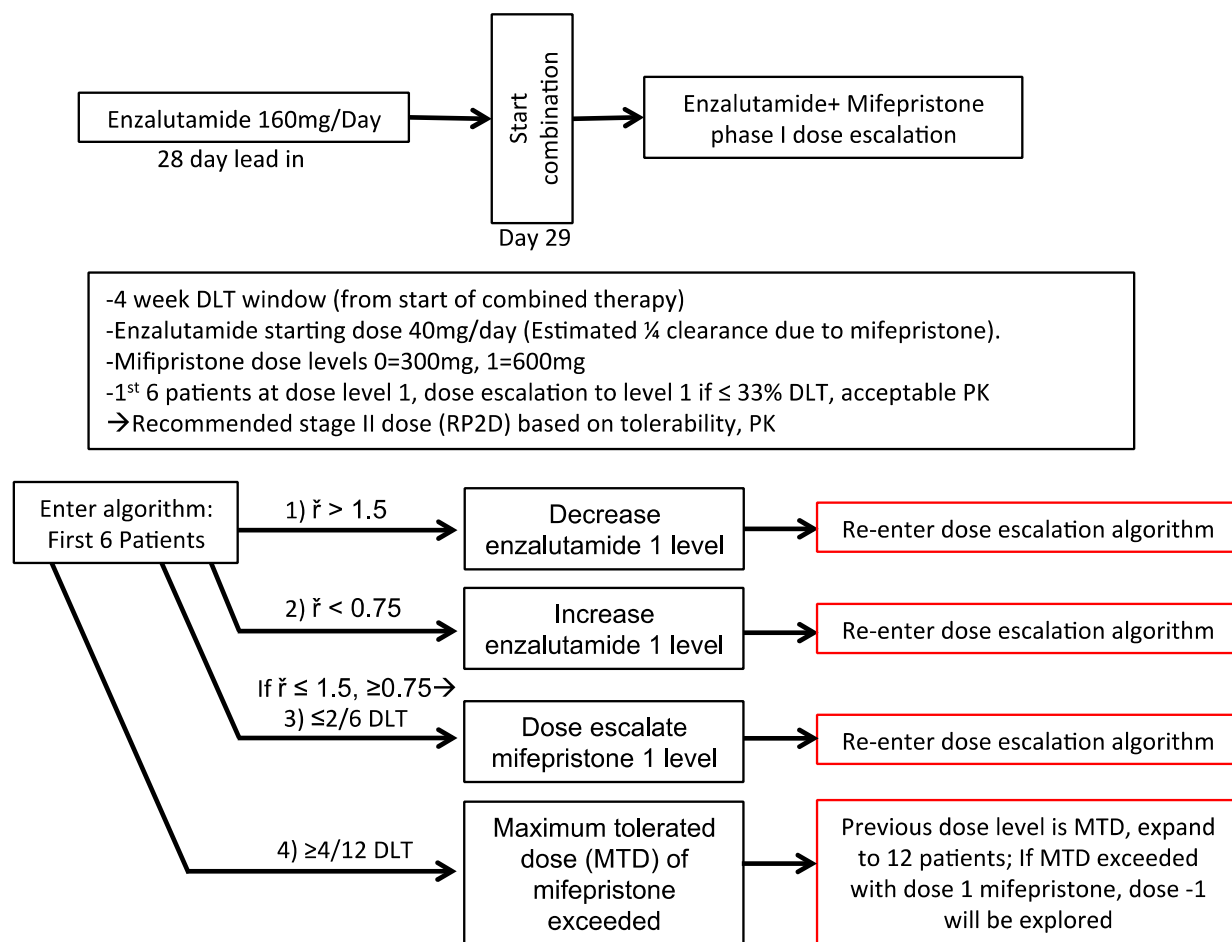 Enzalutamide 160mg/Day
28 day lead in
Start
combination
Day 29
Enzalutamide+ Mifepristone
phase I dose escalation
-4 week DLT window (from start of combined therapy)
-Enzalutamide starting dose 40mg/day (Estimated ¼ clearance due to mifepristone).
-Mifipristone dose levels 0=300mg, 1=600mg
-1st 6 patients at dose level 1, dose escalation to level 1 if ≤ 33% DLT, acceptable PK
→Recommended stage II dose (RP2D) based on tolerability, PK
Enter algorithm:
First 6 Patients
1) ř > 1.5
Decrease
enzalutamide 1 level
Re-enter dose escalation algorithm
2) ř < 0.75
Increase
enzalutamide 1 level
Re-enter dose escalation algorithm
If ř ≤ 1.5, ≥0.75→
3) ≤2/6 DLT
Dose escalate
mifepristone 1 level
Re-enter dose escalation algorithm
4) ≥4/12 DLT
Maximum tolerated
dose (MTD) of
mifepristone
exceeded
Previous dose level is MTD, expand
to 12 patients; If MTD exceeded
with dose 1 mifepristone, dose -1
will be explored